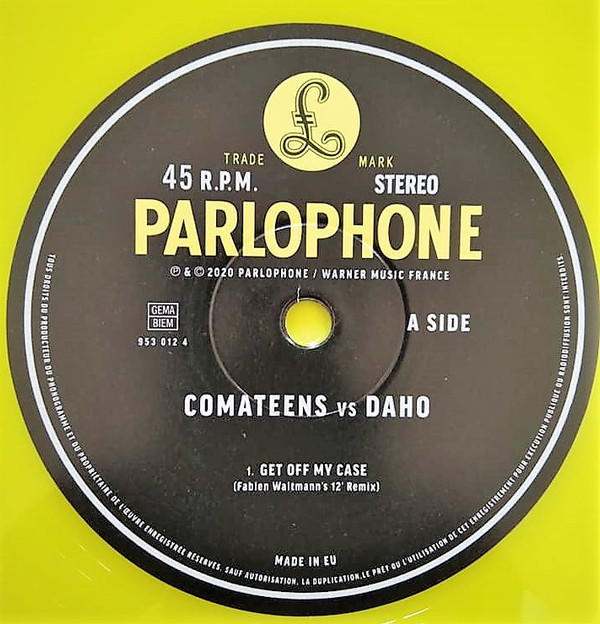 £
TRADE MARK
45 R.P.M. STEREO
PARLOPHONE
℗ & © 2020 PARLOPHONE / WARNER MUSIC FRANCE
GEMA
BIEM
953 012 4
A SIDE
COMATEENS vs DAHO
1. GET OFF MY CASE
(Fabien Waltmann's 12' Remix)
MADE IN EU
TOUS DROITS DU PRODUCTEUR DU PHONOGRAMME ET DU PROPRIÉTAIRE DE L'ŒUVRE ENREGISTRÉE RÉSERVÉS. SAUF AUTORISATION, LA DUPLICATION, LE PRÊT OU L'UTILISATION DE CET ENREGISTREMENT POUR EXÉCUTION PUBLIQUE OU RADIODIFFUSION SONT INTERDITS.